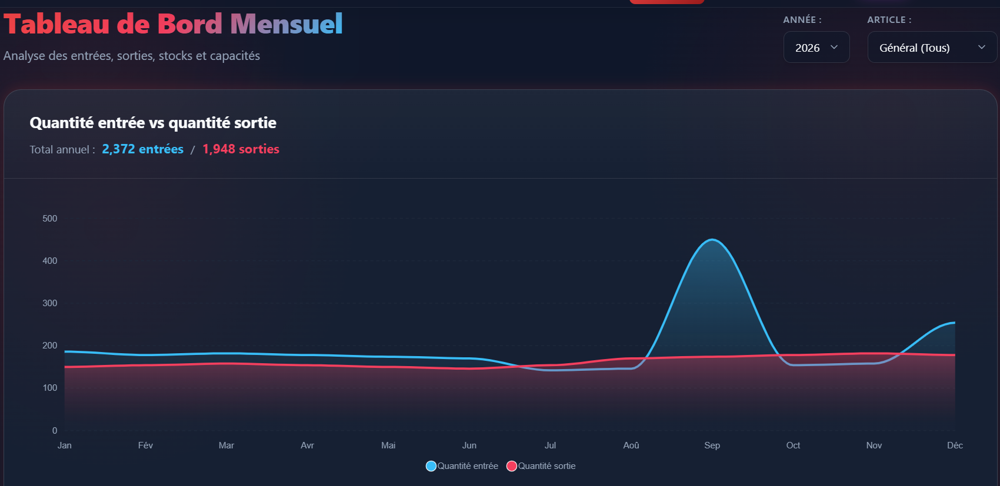 Tableau de Bord Mensuel
Analyse des entrées, sorties, stocks et capacités
ANNÉE :
2026
ARTICLE :
Général (Tous)
Quantité entrée vs quantité sortie
Total annuel : 2,372 entrées / 1,948 sorties
500
400
300
200
100
0
Jan Fév Mar Avr Mai Jun Jul Aoû Sep Oct Nov Déc
Quantité entrée Quantité sortie